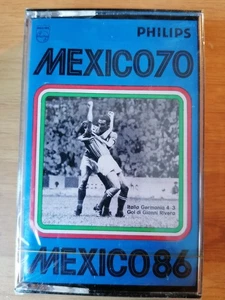 PHILIPS
MEXICO70
Italia Germania 4-3
Gol di Gianni Rivera
MEXICO86